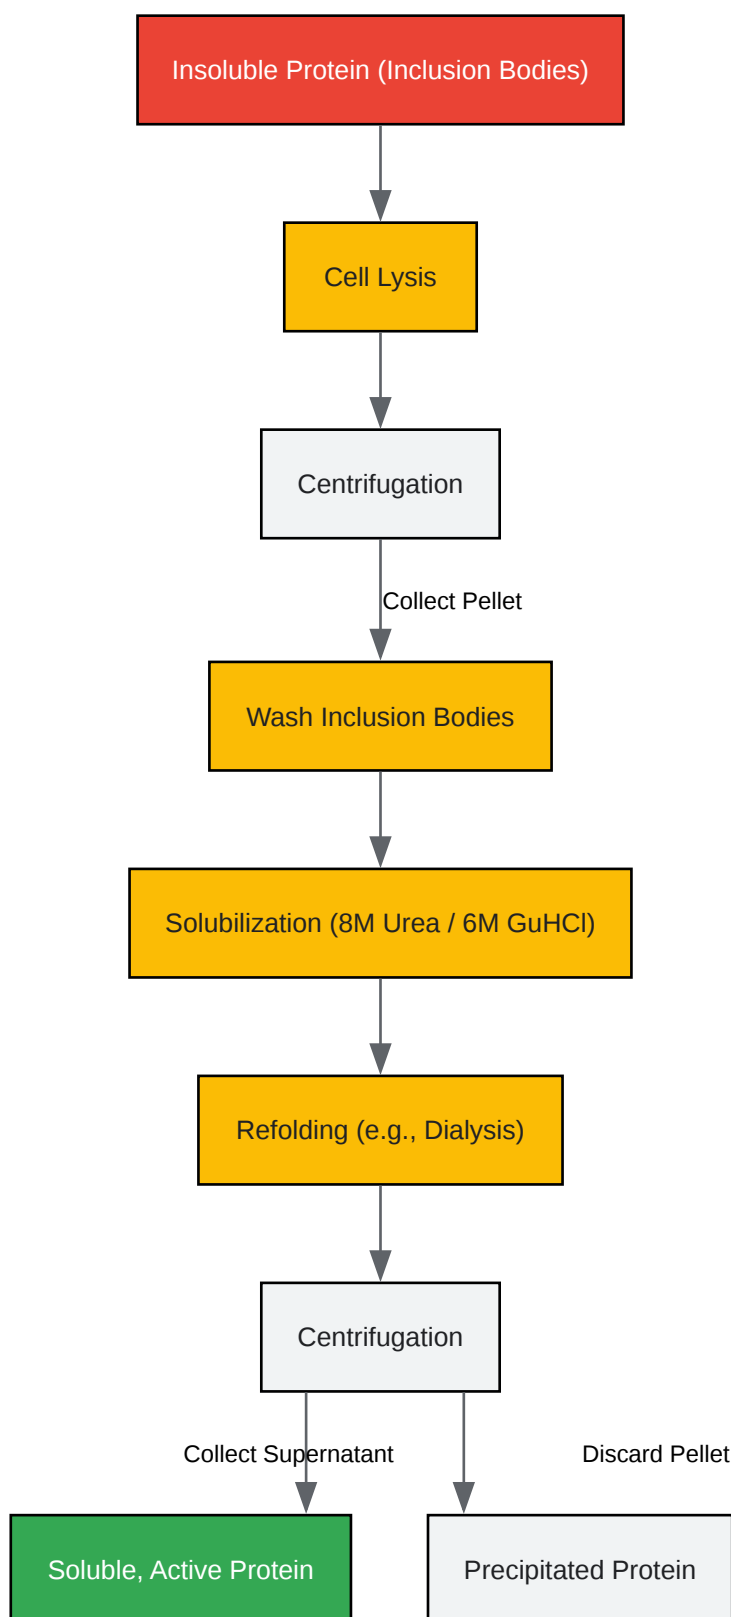 Insoluble Protein (Inclusion Bodies)
Cell Lysis
Centrifugation
Collect Pellet
Wash Inclusion Bodies
Solubilization (8M Urea / 6M GuHCl)
Refolding (e.g., Dialysis)
Centrifugation
Collect Supernatant
Discard Pellet
Soluble, Active Protein
Precipitated Protein